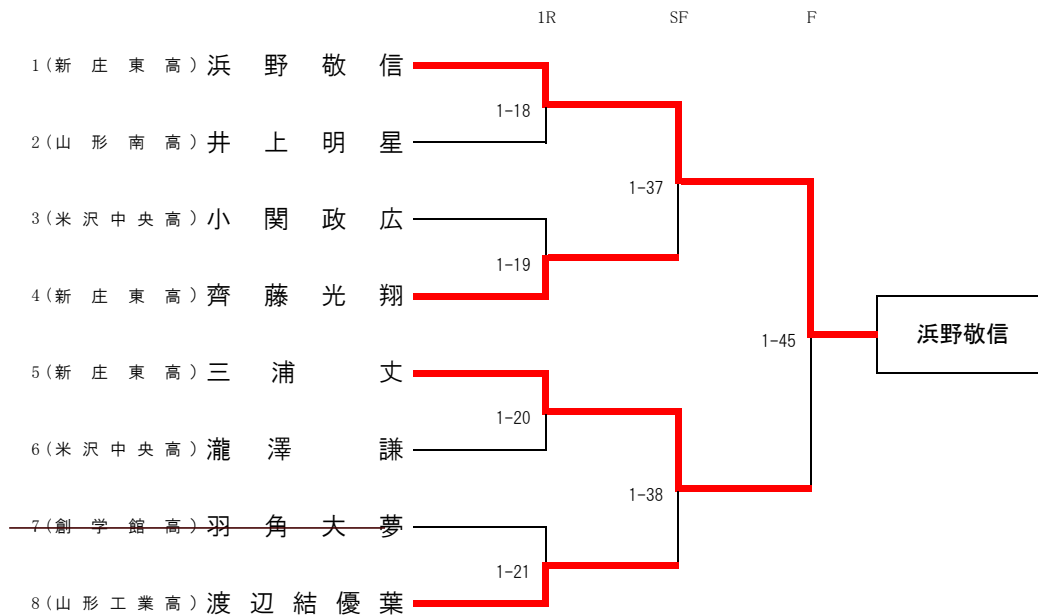 1R SF F
1(新庄東高) 浜野敬信
1-18
2(山形南高) 井上明星
1-37
3(米沢中央高) 小関政広
1-19
4(新庄東高) 齊藤光翔
1-45 浜野敬信
5(新庄東高) 三浦丈
1-20
6(米沢中央高) 瀧澤謙
1-38
7(創学館高) 羽角大夢
1-21
8(山形工業高) 渡辺結優葉